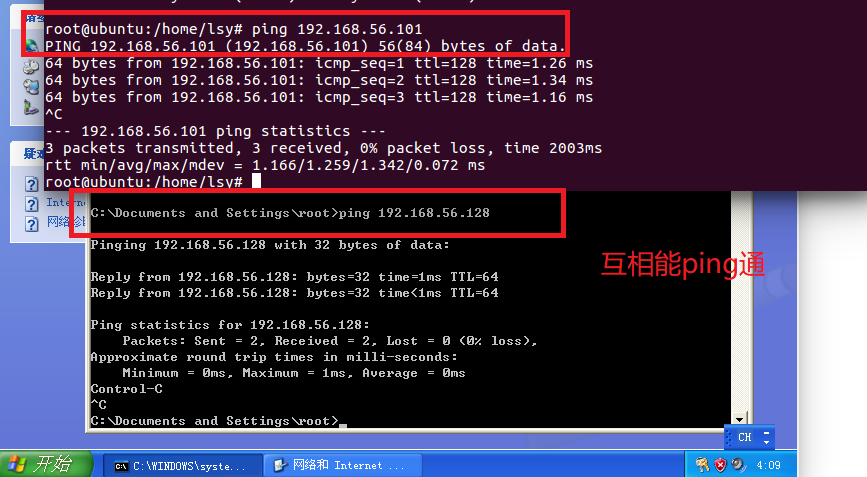 root@ubuntu:/home/lsy# ping 192.168.56.101
PING 192.168.56.101 (192.168.56.101) 56(84) bytes of data.
64 bytes from 192.168.56.101: icmp_seq=1 ttl=128 time=1.26 ms
64 bytes from 192.168.56.101: icmp_seq=2 ttl=128 time=1.34 ms
64 bytes from 192.168.56.101: icmp_seq=3 ttl=128 time=1.16 ms
^C
--- 192.168.56.101 ping statistics ---
3 packets transmitted, 3 received, 0% packet loss, time 2003ms
rtt min/avg/max/mdev = 1.166/1.259/1.342/0.072 ms
root@ubuntu:/home/lsy#
疑
Intern
网络诊
C:\Documents and Settings\root>ping 192.168.56.128
Pinging 192.168.56.128 with 32 bytes of data:
Reply from 192.168.56.128: bytes=32 time=1ms TTL=64
Reply from 192.168.56.128: bytes=32 time<1ms TTL=64
Ping statistics for 192.168.56.128:
Packets: Sent = 2, Received = 2, Lost = 0 (0% loss),
Approximate round trip times in milli-seconds:
Minimum = 0ms, Maximum = 1ms, Average = 0ms
Control-C
^C
C:\Documents and Settings\root>
互相能ping通
CH
开始
C:\WINDOWS\syste...
网络和 Internet ...
4:09